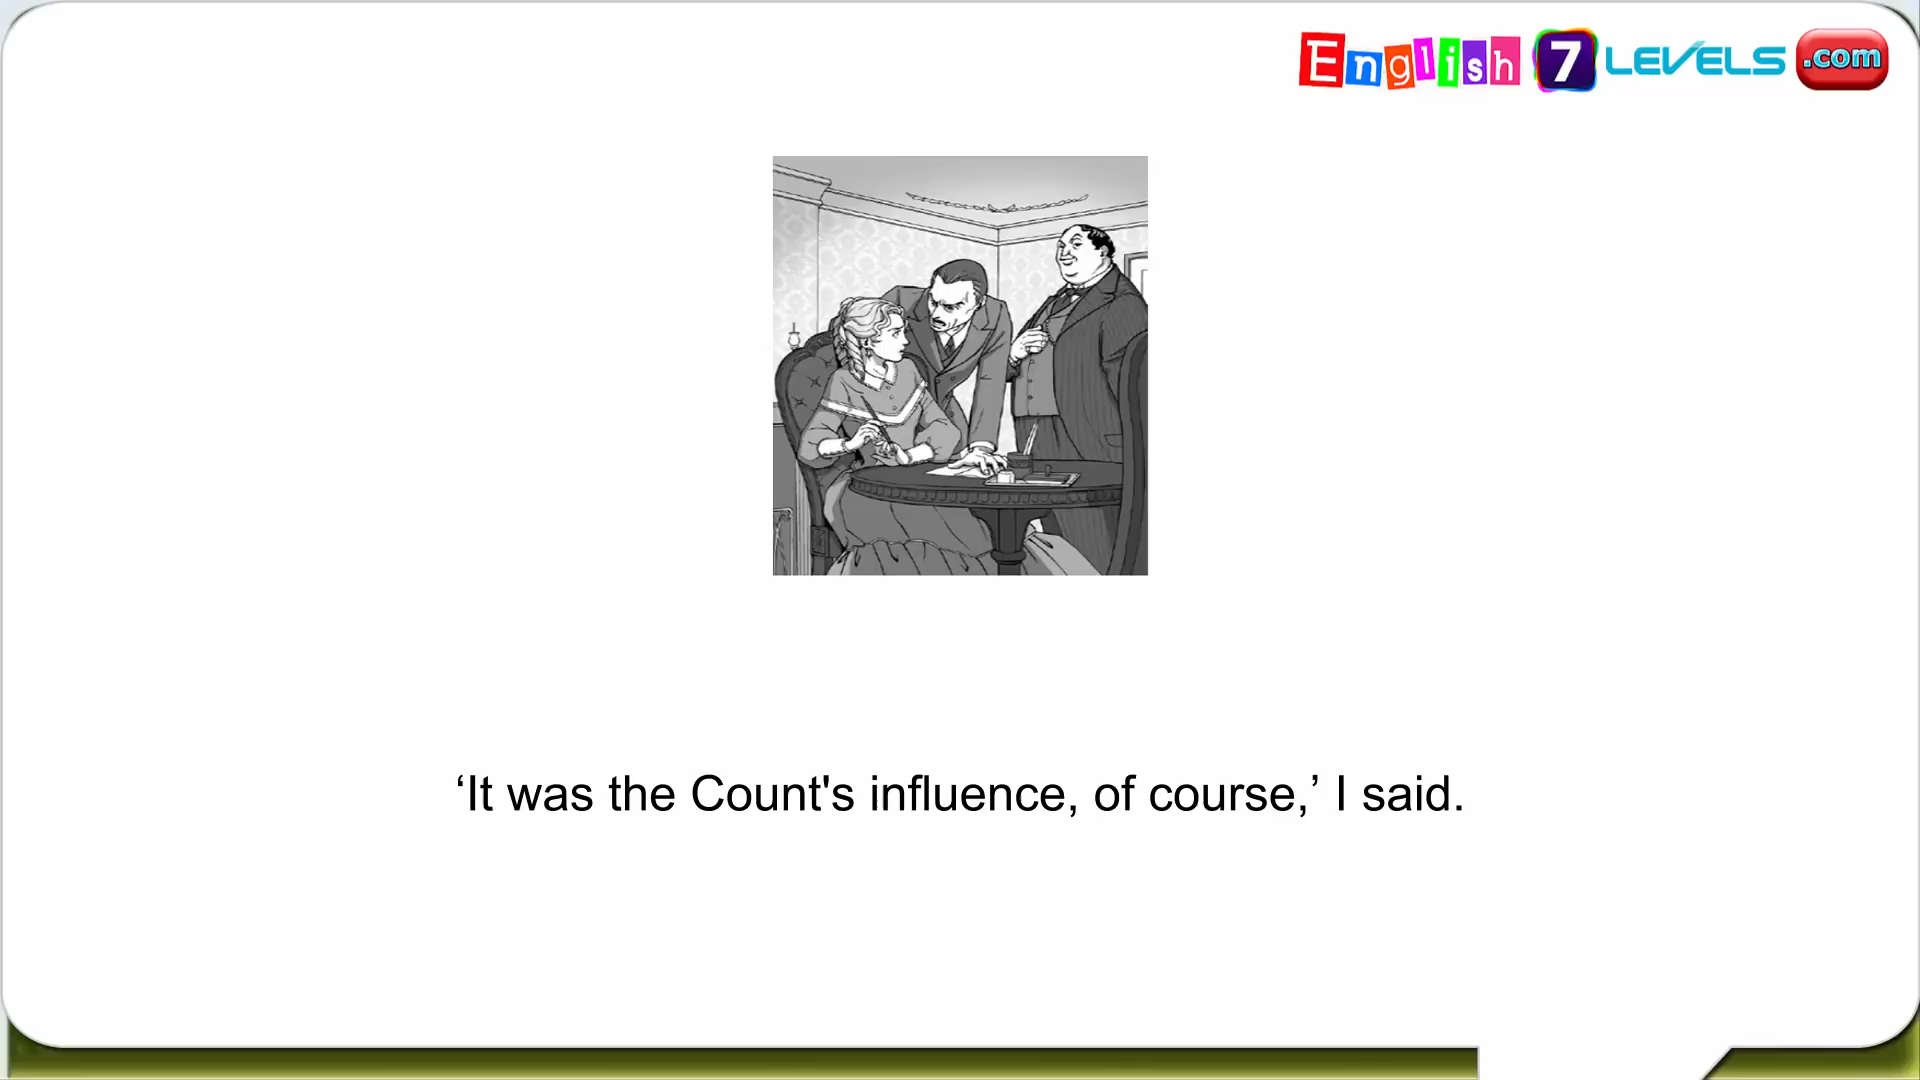 English 7 LEVELS .com
‘It was the Count's influence, of course,’ I said.